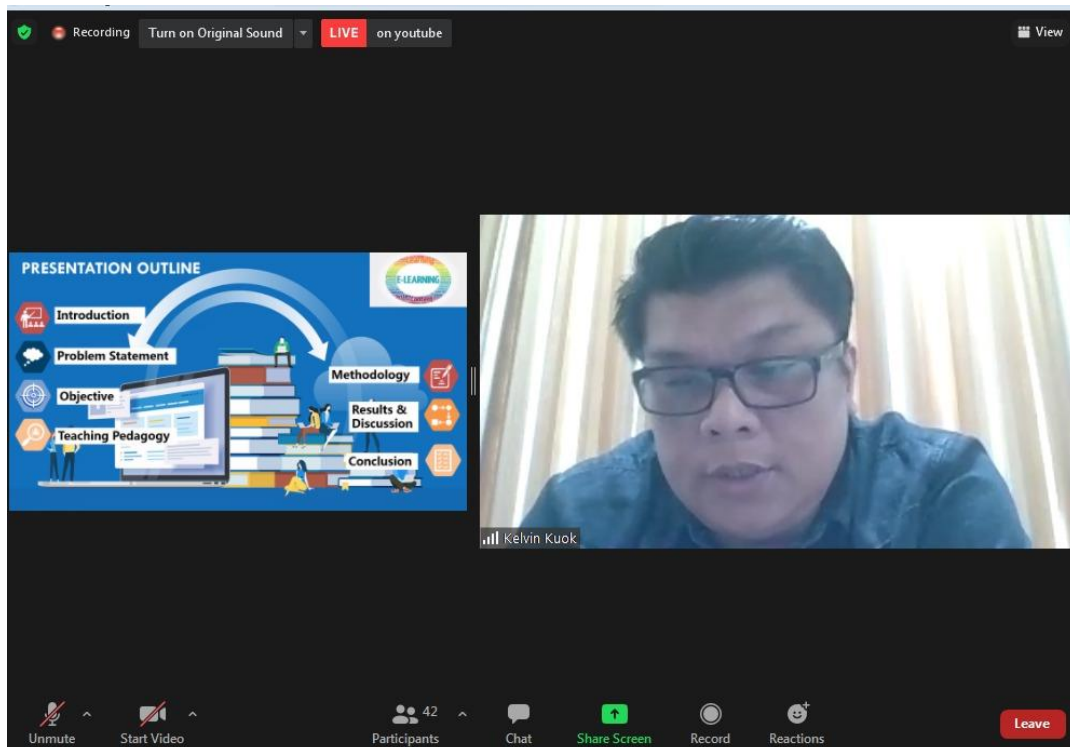 Recording
Turn on Original Sound
LIVE on youtube
View
PRESENTATION OUTLINE
E-LEARNING
Introduction
Problem Statement
Objective
Teaching Pedagogy
Methodology
Results &
Discussion
Conclusion
Kelvin Kuok
Unmute
Start Video
42
Participants
Chat
Share Screen
Record
Reactions
Leave